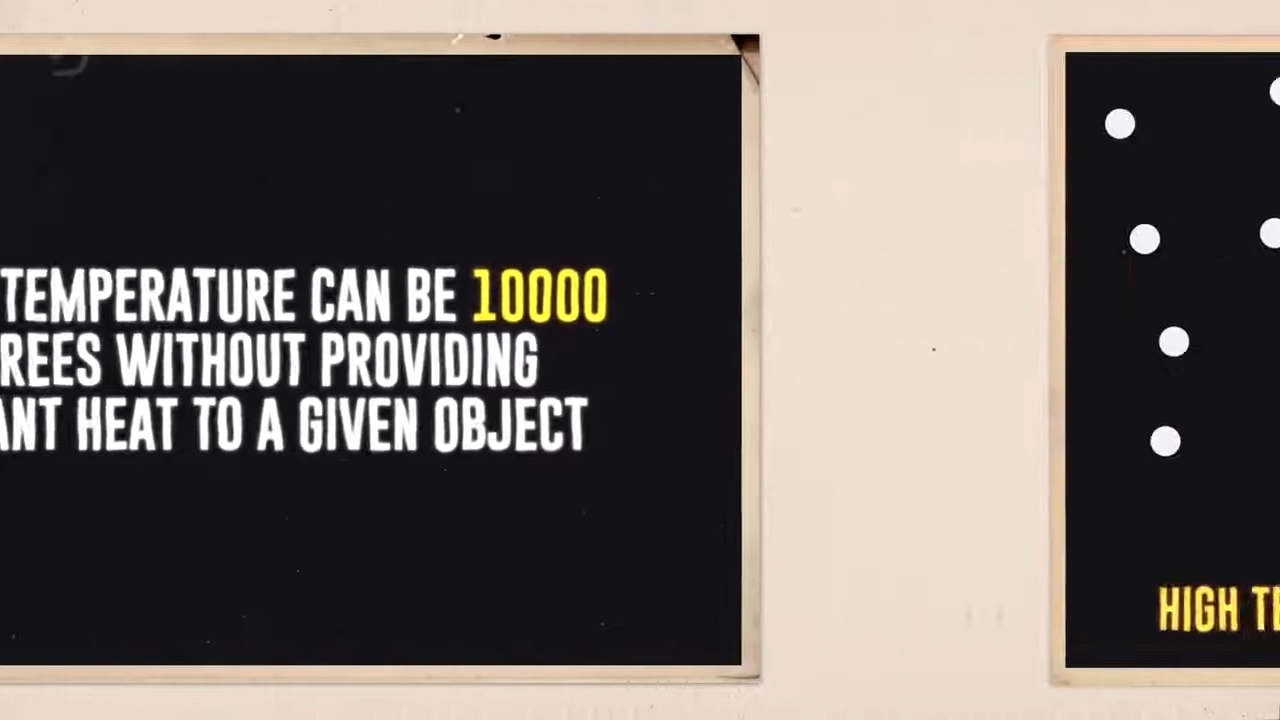 TEMPERATURE CAN BE 10000
REES WITHOUT PROVIDING
ANT HEAT TO A GIVEN OBJECT
HIGH TE